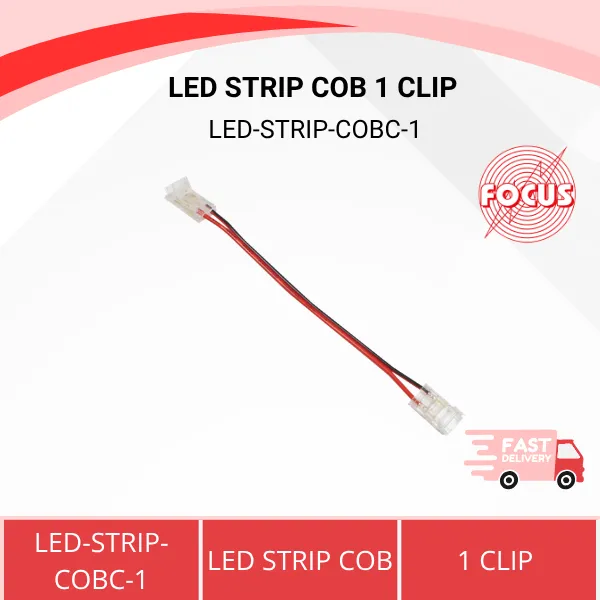 LED STRIP COB 1 CLIP
LED-STRIP-COBC-1
FOCUS
FAST
DELIVERY
LED-STRIP-
COBC-1
LED STRIP COB
1 CLIP